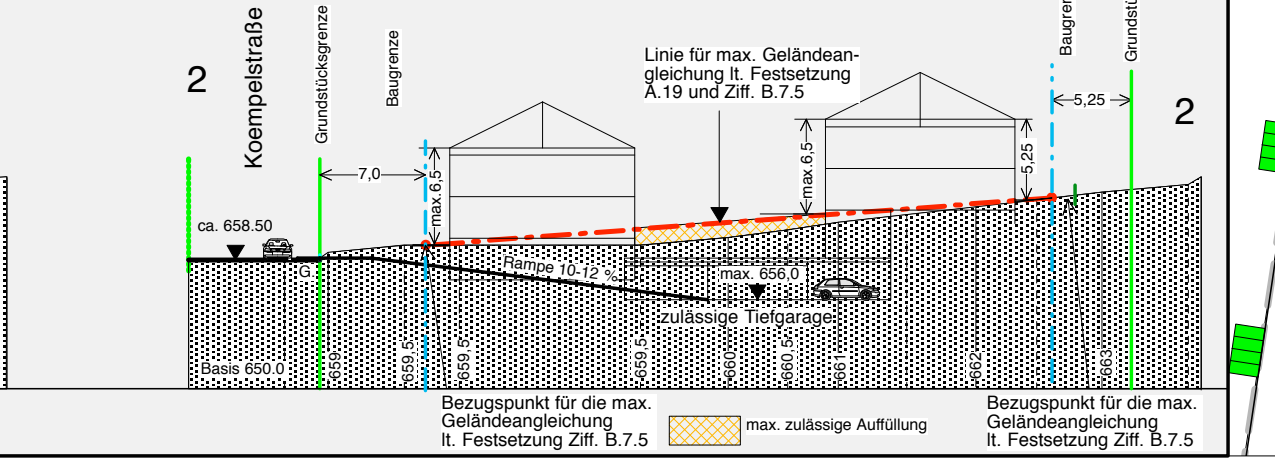 2
Koempelstraße
Grundstücksgrenze
Baugrenze
Linie für max. Geländean-
gleichung lt. Festsetzung
A.19 und Ziff. B.7.5
5,25
2
7,0
max.6,5
max.6,5
5,25
ca. 658.50
G
Rampe 10-12 %
max. 656,0
zulässige Tiefgarage
Basis 650.0
659
659.5
659.5
659.5
660
660.5
661
662
663
Bezugspunkt für die max.
Geländeangleichung
lt. Festsetzung Ziff. B.7.5
max. zulässige Auffüllung
Bezugspunkt für die max.
Geländeangleichung
lt. Festsetzung Ziff. B.7.5